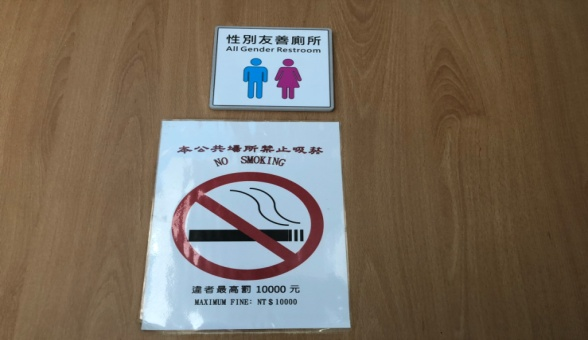 性別友善廁所
All Gender Restroom
本公共場所禁止吸菸
NO SMOKING
違者最高罰 10000 元
MAXIMUM FINE: NT$10000